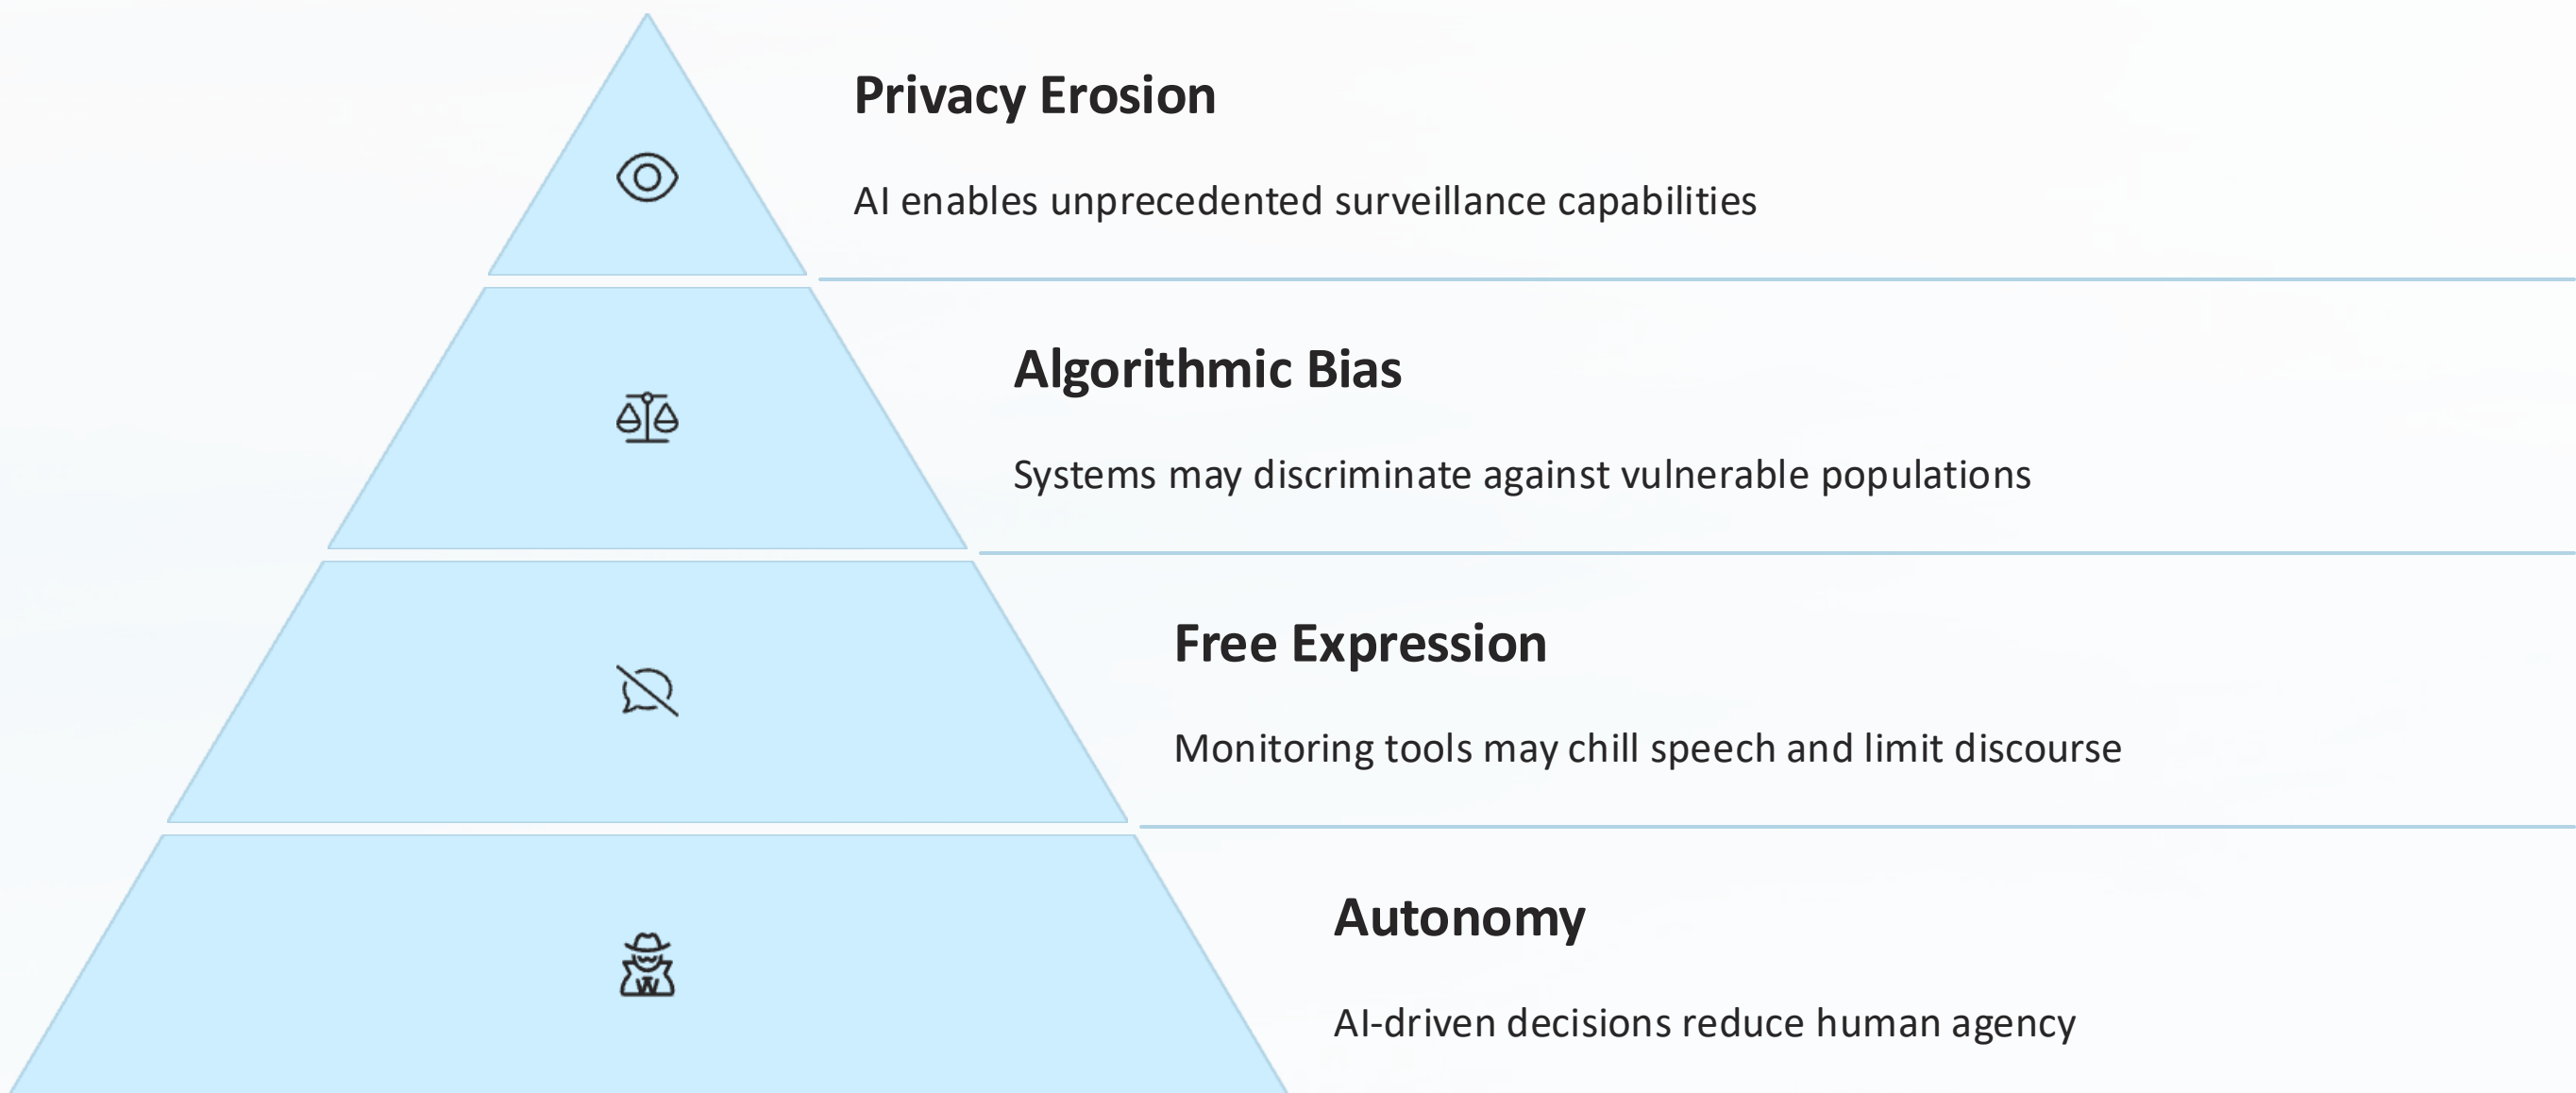 Privacy Erosion
AI enables unprecedented surveillance capabilities
Algorithmic Bias
Systems may discriminate against vulnerable populations
Free Expression
Monitoring tools may chill speech and limit discourse
Autonomy
AI-driven decisions reduce human agency